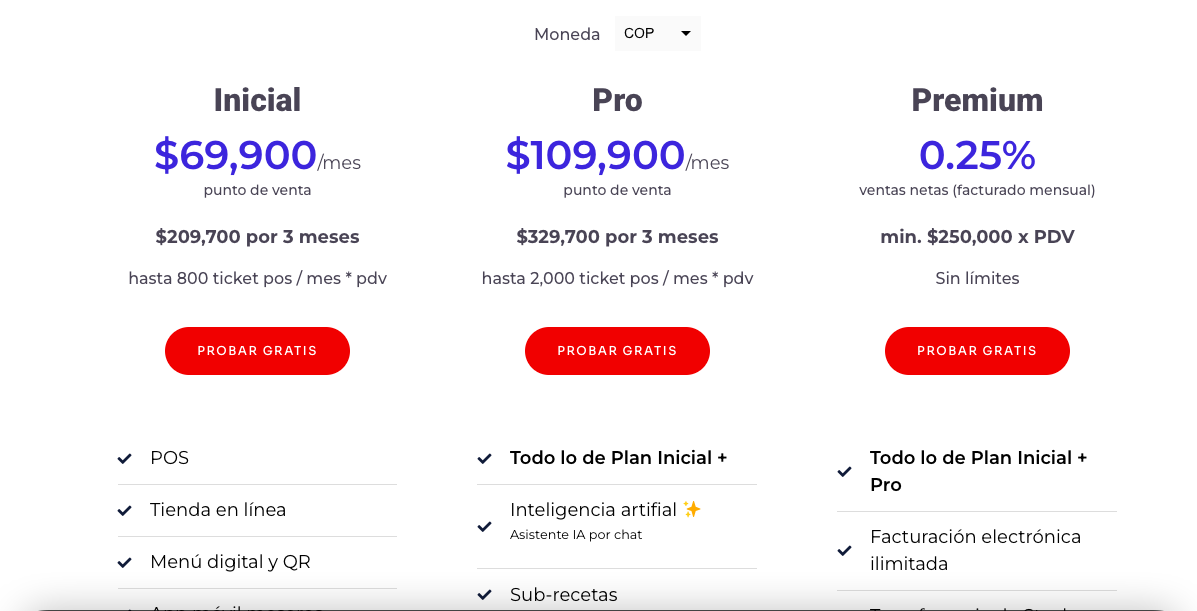 Moneda COP
Inicial
$69,900/mes
punto de venta
$209,700 por 3 meses
hasta 800 ticket pos / mes * pdv
PROBAR GRATIS
POS
Tienda en línea
Menú digital y QR
Pro
$109,900/mes
punto de venta
$329,700 por 3 meses
hasta 2,000 ticket pos / mes * pdv
PROBAR GRATIS
Todo lo de Plan Inicial +
Inteligencia artifial ✨
Asistente IA por chat
Sub-recetas
Premium
0.25%
ventas netas (facturado mensual)
min. $250,000 x PDV
Sin límites
PROBAR GRATIS
Todo lo de Plan Inicial +
Pro
Facturación electrónica
ilimitada